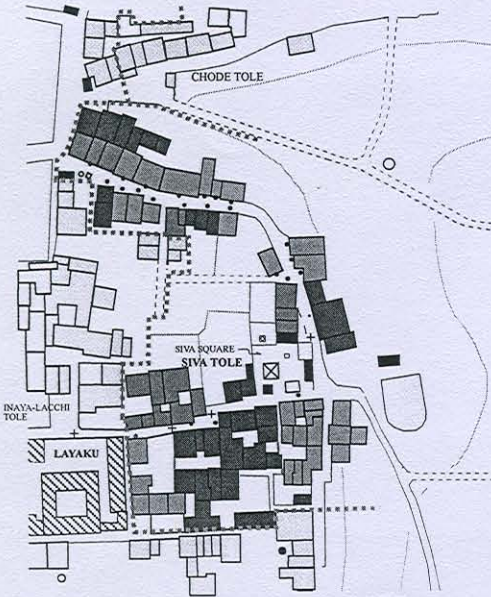 CHODE TOLE
SIVA SQUARE
SIVA TOLE
INAYA-LACCHI
TOLE
LAYAKU